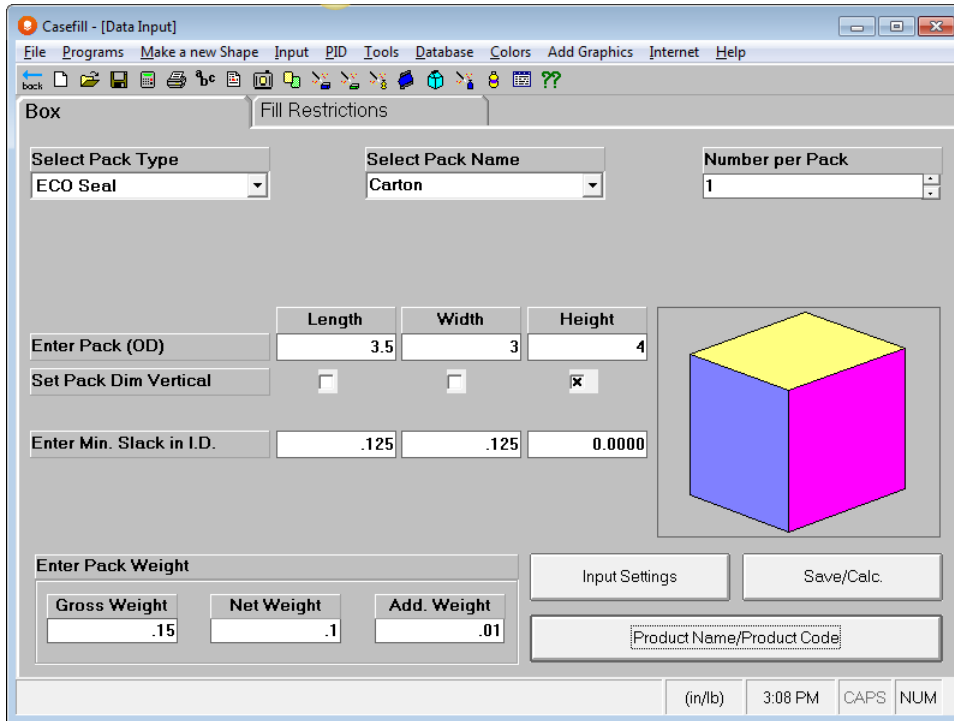 Casefill - [Data Input]
File Programs Make a new Shape Input PID Tools Database Colors Add Graphics Internet Help
back abc ??
Box Fill Restrictions
Select Pack Type Select Pack Name Number per Pack
ECO Seal Carton 1
Length Width Height
Enter Pack (OD) 3.5 3 4
Set Pack Dim Vertical
Enter Min. Slack in I.D. .125 .125 0.0000
Enter Pack Weight
Input Settings Save/Calc.
Gross Weight Net Weight Add. Weight
.15 .1 .01
Product Name/Product Code
(in/lb) 3:08 PM CAPS NUM